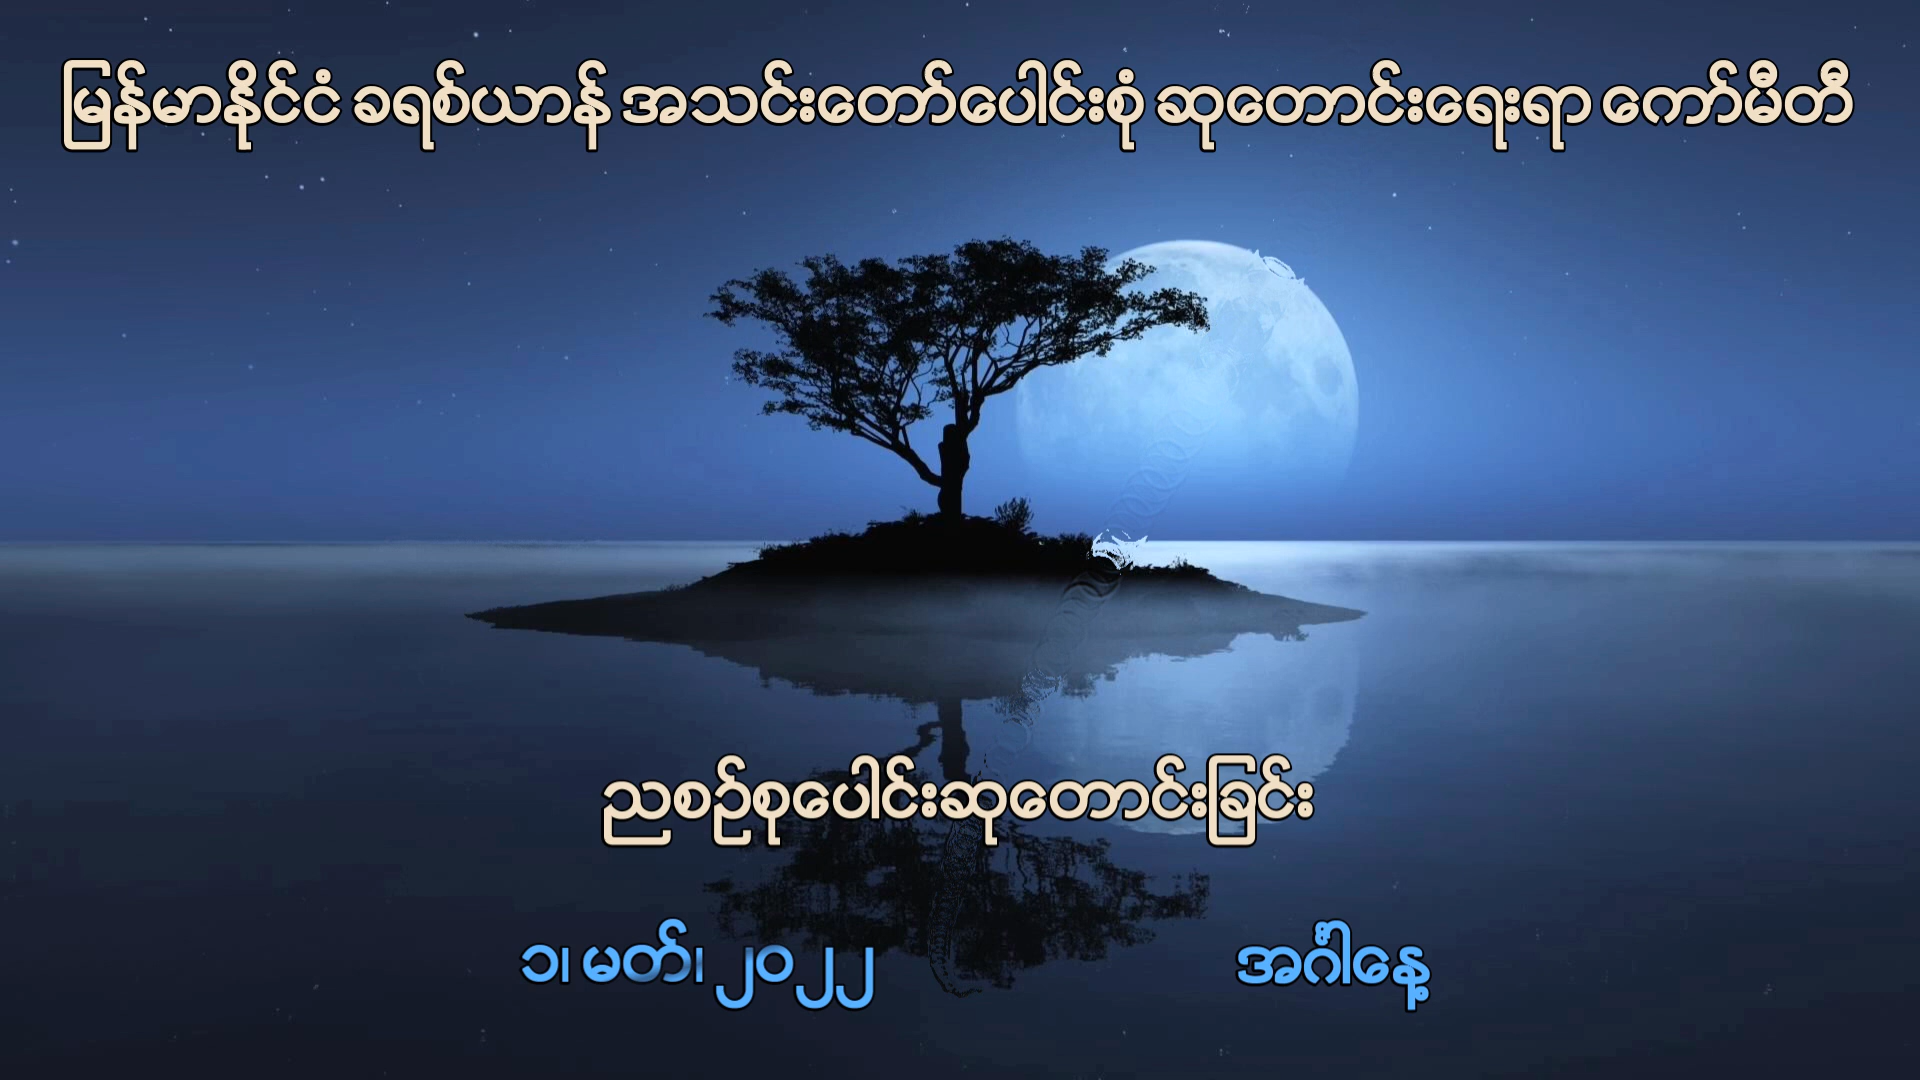 မြန်မာနိုင်ငံ ခရစ်ယာန် အသင်းတော်ပေါင်းစုံ ဆုတောင်းရေးရာ ကော်မီတီ
ညစဉ်စုပေါင်းဆုတောင်းခြင်း
၁၊ မတ်၊ ၂၀၂၂ အင်္ဂါနေ့